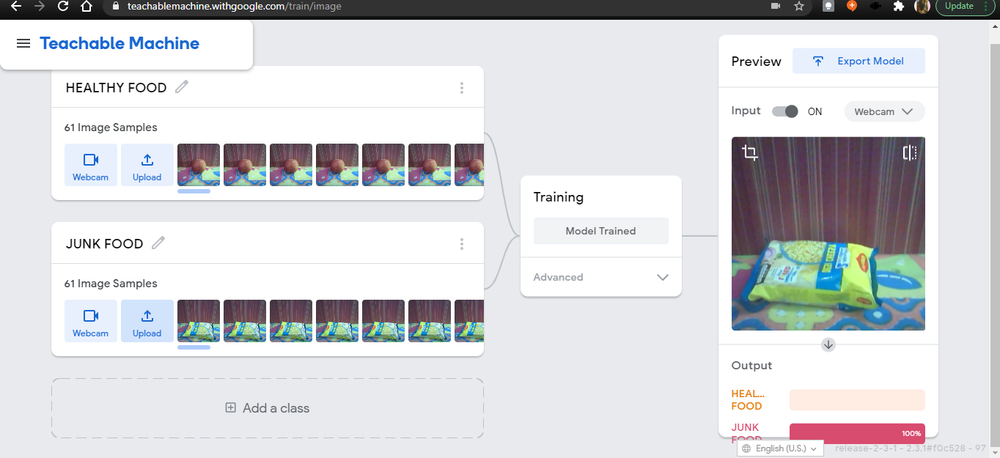 teachablemachine.withgoogle.com/train/image
Update
Teachable Machine
HEALTHY FOOD
61 Image Samples
Webcam
Upload
JUNK FOOD
61 Image Samples
Webcam
Upload
Add a class
Training
Model Trained
Advanced
Preview
Export Model
Input
ON
Webcam
Output
HEAL...
FOOD
JUNK
FOOD
100%
English (U.S.)
release-2-3-1 - 2.3.1#f0c528 - 97